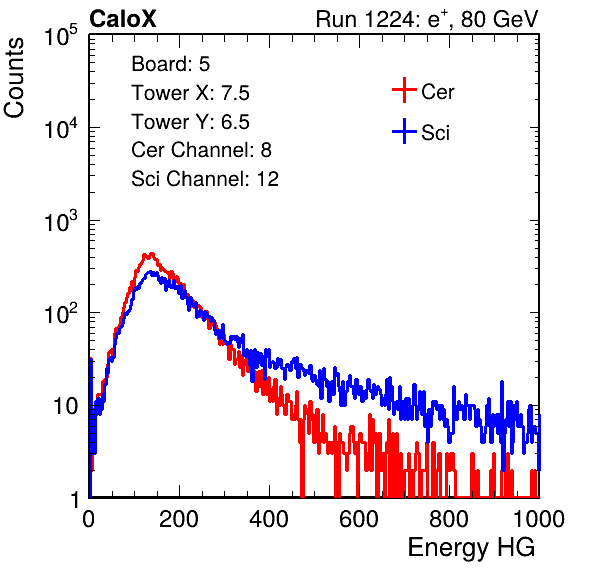 CaloX Run 1224: e⁺, 80 GeV
Counts
Board: 5
Tower X: 7.5
Tower Y: 6.5
Cer Channel: 8
Sci Channel: 12
Cer
Sci
10⁵
10⁴
10³
10²
10
1
0 200 400 600 800 1000
Energy HG